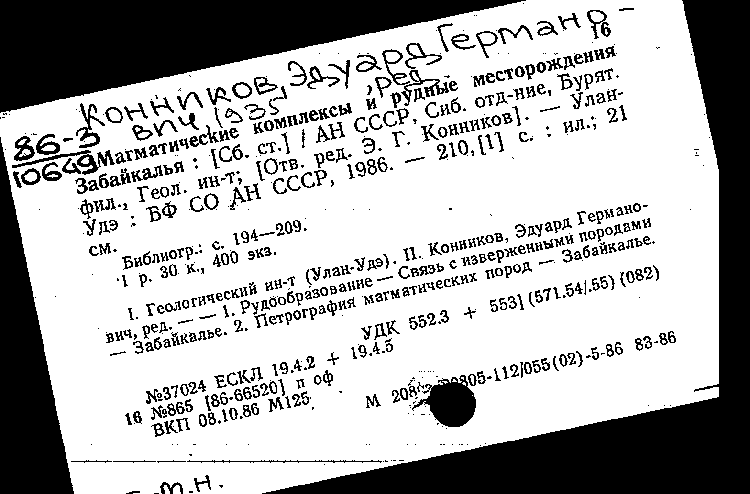 Конников, Эдуард Германо-
вич, 1935 , ред.
16
86-3
10649
Магматические комплексы и рудные месторождения
Забайкалья : [Сб. ст.] / АН СССР, Сиб. отд-ние, Бурят.
фил., Геол. ин-т; [Отв. ред. Э. Г. Конников]. — Улан-
Удэ : БФ СО АН СССР, 1986. — 210, [1] с. : ил.; 21
см.
Библиогр.: с. 194—209.
1 р. 30 к., 400 экз.
I. Геологический ин-т (Улан-Удэ). II. Конников, Эдуард Германо-
вич, ред. — — 1. Рудообразование — Связь с изверженными породами
— Забайкалье. 2. Петрография магматических пород — Забайкалье.
УДК 552.3 + 553] (571.54/.55) (082)
№37024 ЕСКЛ 19.4.2 + 19.4.5
16 №865 [86-66520] п оф
ВКП 08.10.86 М125
М 0805-112/055(02)-5-86 83-86
т.н.